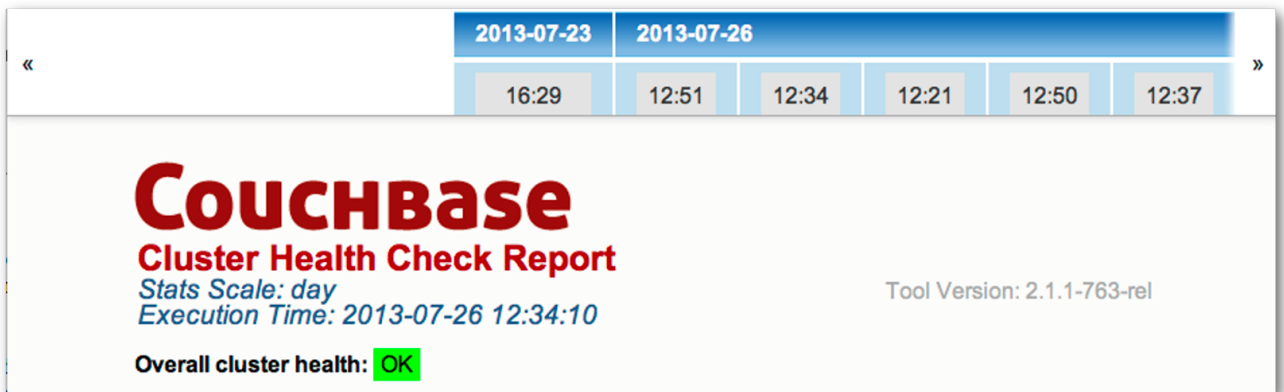 2013-07-23 2013-07-26
« »
16:29 12:51 12:34 12:21 12:50 12:37
COUCHBASE
Cluster Health Check Report
Stats Scale: day
Tool Version: 2.1.1-763-rel
Execution Time: 2013-07-26 12:34:10
Overall cluster health: OK